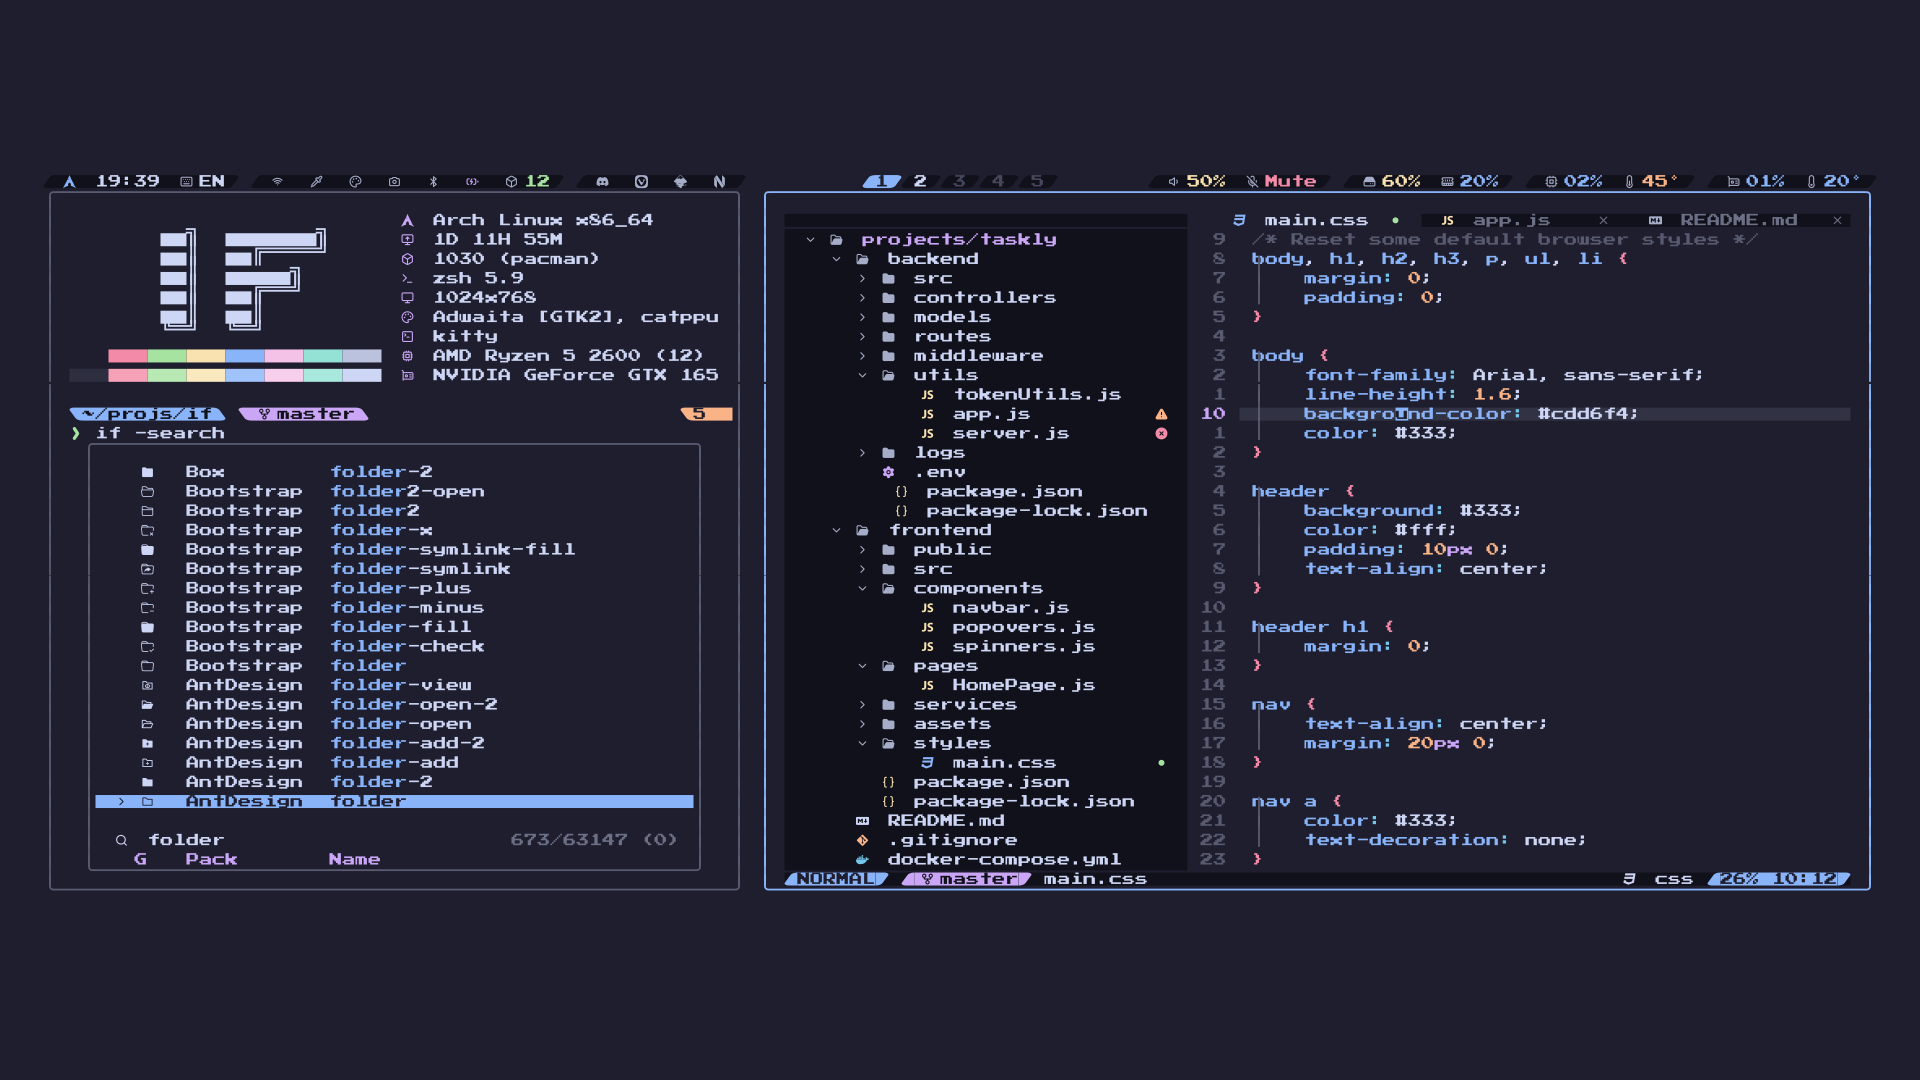 19:39 EN 12
1 2 3 4 5
50% Mute 60% 20% 02% 45° 01% 20°
IF
Arch Linux x86_64
1D 11H 55M
1030 (pacman)
zsh 5.9
1024x768
Adwaita [GTK2], catppu
kitty
AMD Ryzen 5 2600 (12)
NVIDIA GeForce GTX 165
~/projs/if master 5
❯ if -search
Box folder-2
Bootstrap folder2-open
Bootstrap folder2
Bootstrap folder-x
Bootstrap folder-symlink-fill
Bootstrap folder-symlink
Bootstrap folder-plus
Bootstrap folder-minus
Bootstrap folder-fill
Bootstrap folder-check
Bootstrap folder
AntDesign folder-view
AntDesign folder-open-2
AntDesign folder-open
AntDesign folder-add-2
AntDesign folder-add
AntDesign folder-2
> AntDesign folder
folder 673/63147 (0)
G Pack Name
projects/taskly
backend
src
controllers
models
routes
middleware
utils
JS tokenUtils.js
JS app.js
JS server.js
logs
.env
{} package.json
{} package-lock.json
frontend
public
src
components
JS navbar.js
JS popovers.js
JS spinners.js
pages
JS HomePage.js
services
assets
styles
main.css
{} package.json
{} package-lock.json
README.md
.gitignore
docker-compose.yml
main.css JS app.js × README.md ×
9 /* Reset some default browser styles */
8 body, h1, h2, h3, p, ul, li {
7 margin: 0;
6 padding: 0;
5 }
4
3 body {
2 font-family: Arial, sans-serif;
1 line-height: 1.6;
10 background-color: #cdd6f4;
1 color: #333;
2 }
3
4 header {
5 background: #333;
6 color: #fff;
7 padding: 10px 0;
8 text-align: center;
9 }
10
11 header h1 {
12 margin: 0;
13 }
14
15 nav {
16 text-align: center;
17 margin: 20px 0;
18 }
19
20 nav a {
21 color: #333;
22 text-decoration: none;
23 }
NORMAL master main.css css 26% 10:12